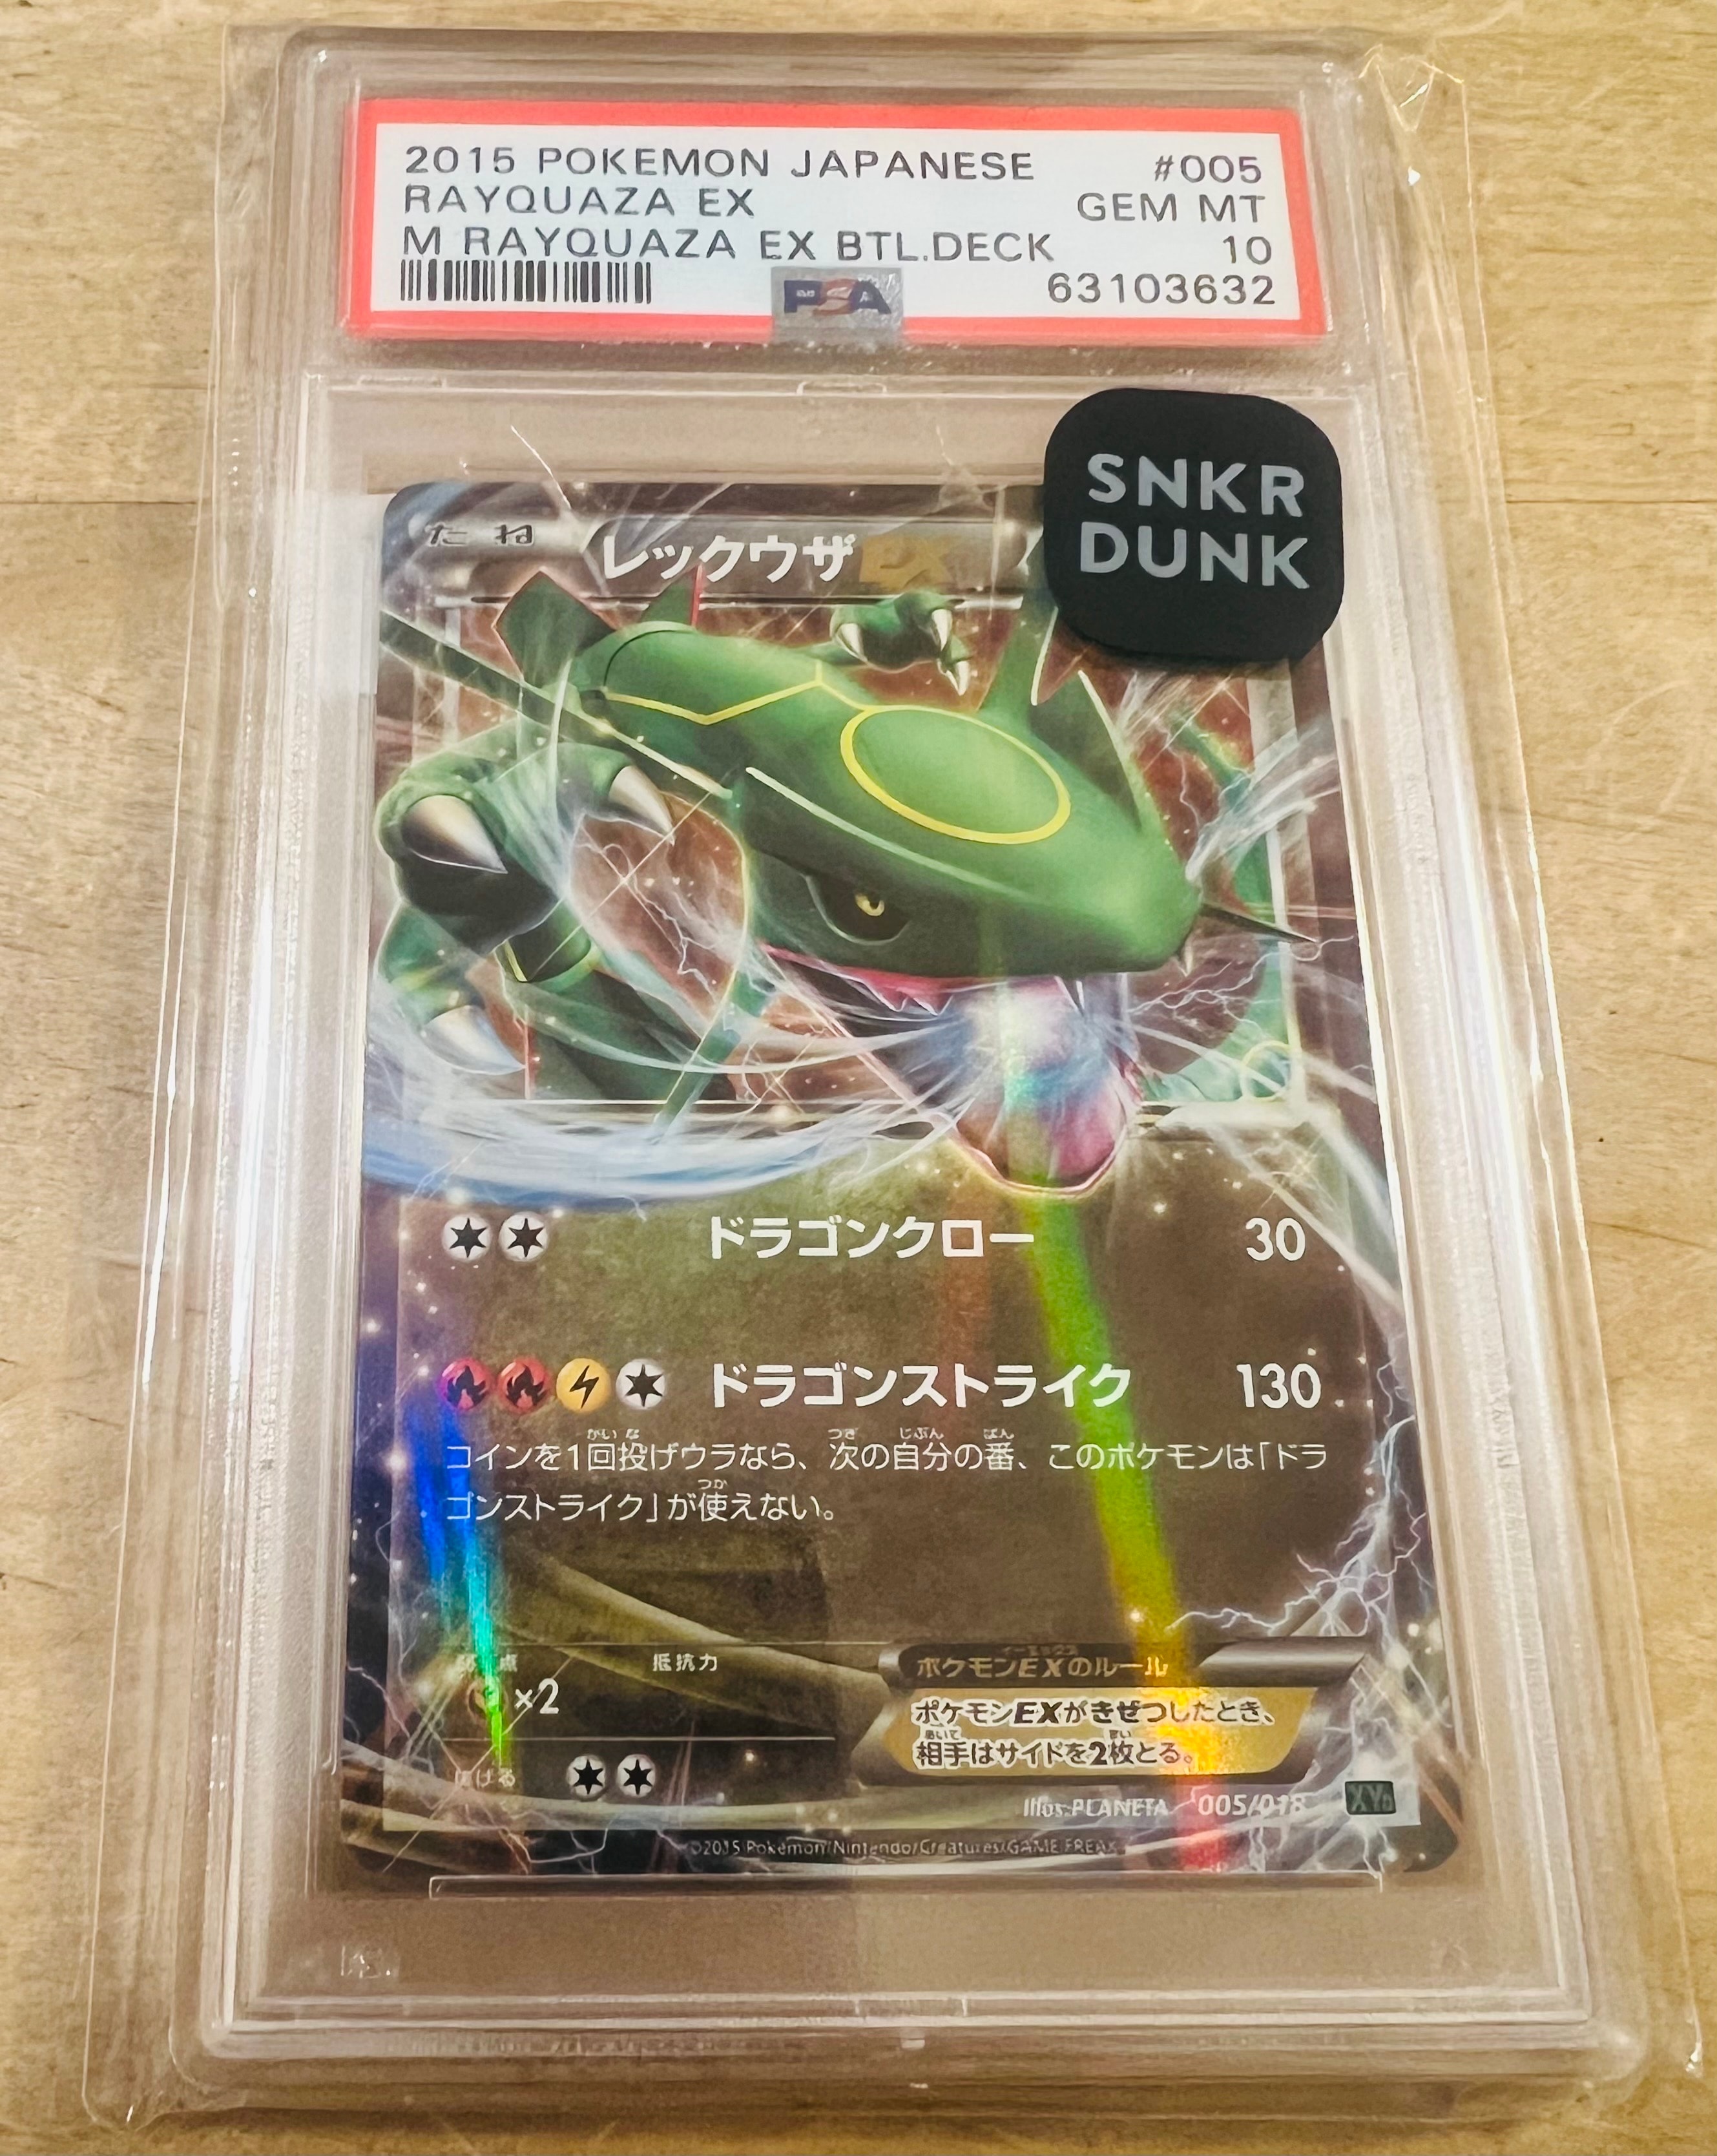 2015 POKEMON JAPANESE #005
RAYQUAZA EX GEM MT
M RAYQUAZA EX BTL.DECK 10
63103632
PSA
SNKR
DUNK
たね
レックウザEX
ドラゴンクロー 30
ドラゴンストライク 130
コインを1回投げウラなら、次の自分の番、このポケモンは「ドラ
ゴンストライク」が使えない。
点 抵抗力
×2
ポケモンEXのルール
ポケモンEXがきぜつしたとき、
相手はサイドを2枚とる。
にげる
Illus.PLANETA 005/018 XY
©2015 Pokémon/Nintendo/Creatures/GAME FREAK